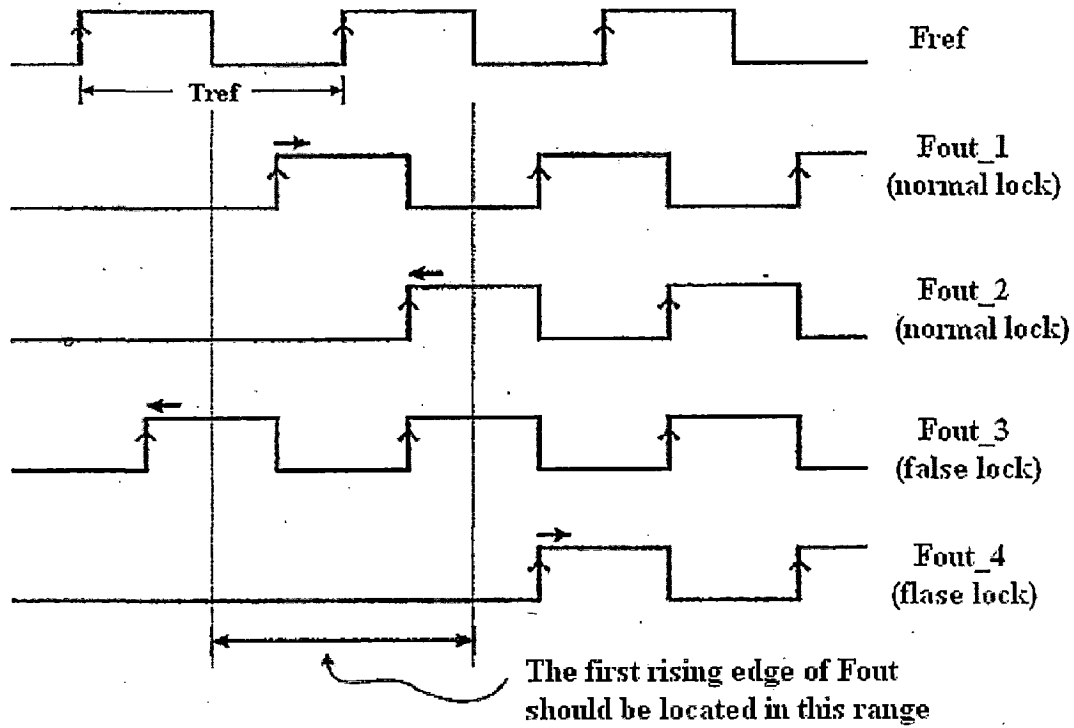 Fref
Tref
Fout_1
(normal lock)
Fout_2
(normal lock)
Fout_3
(false lock)
Fout_4
(flase lock)
The first rising edge of Fout
should be located in this range